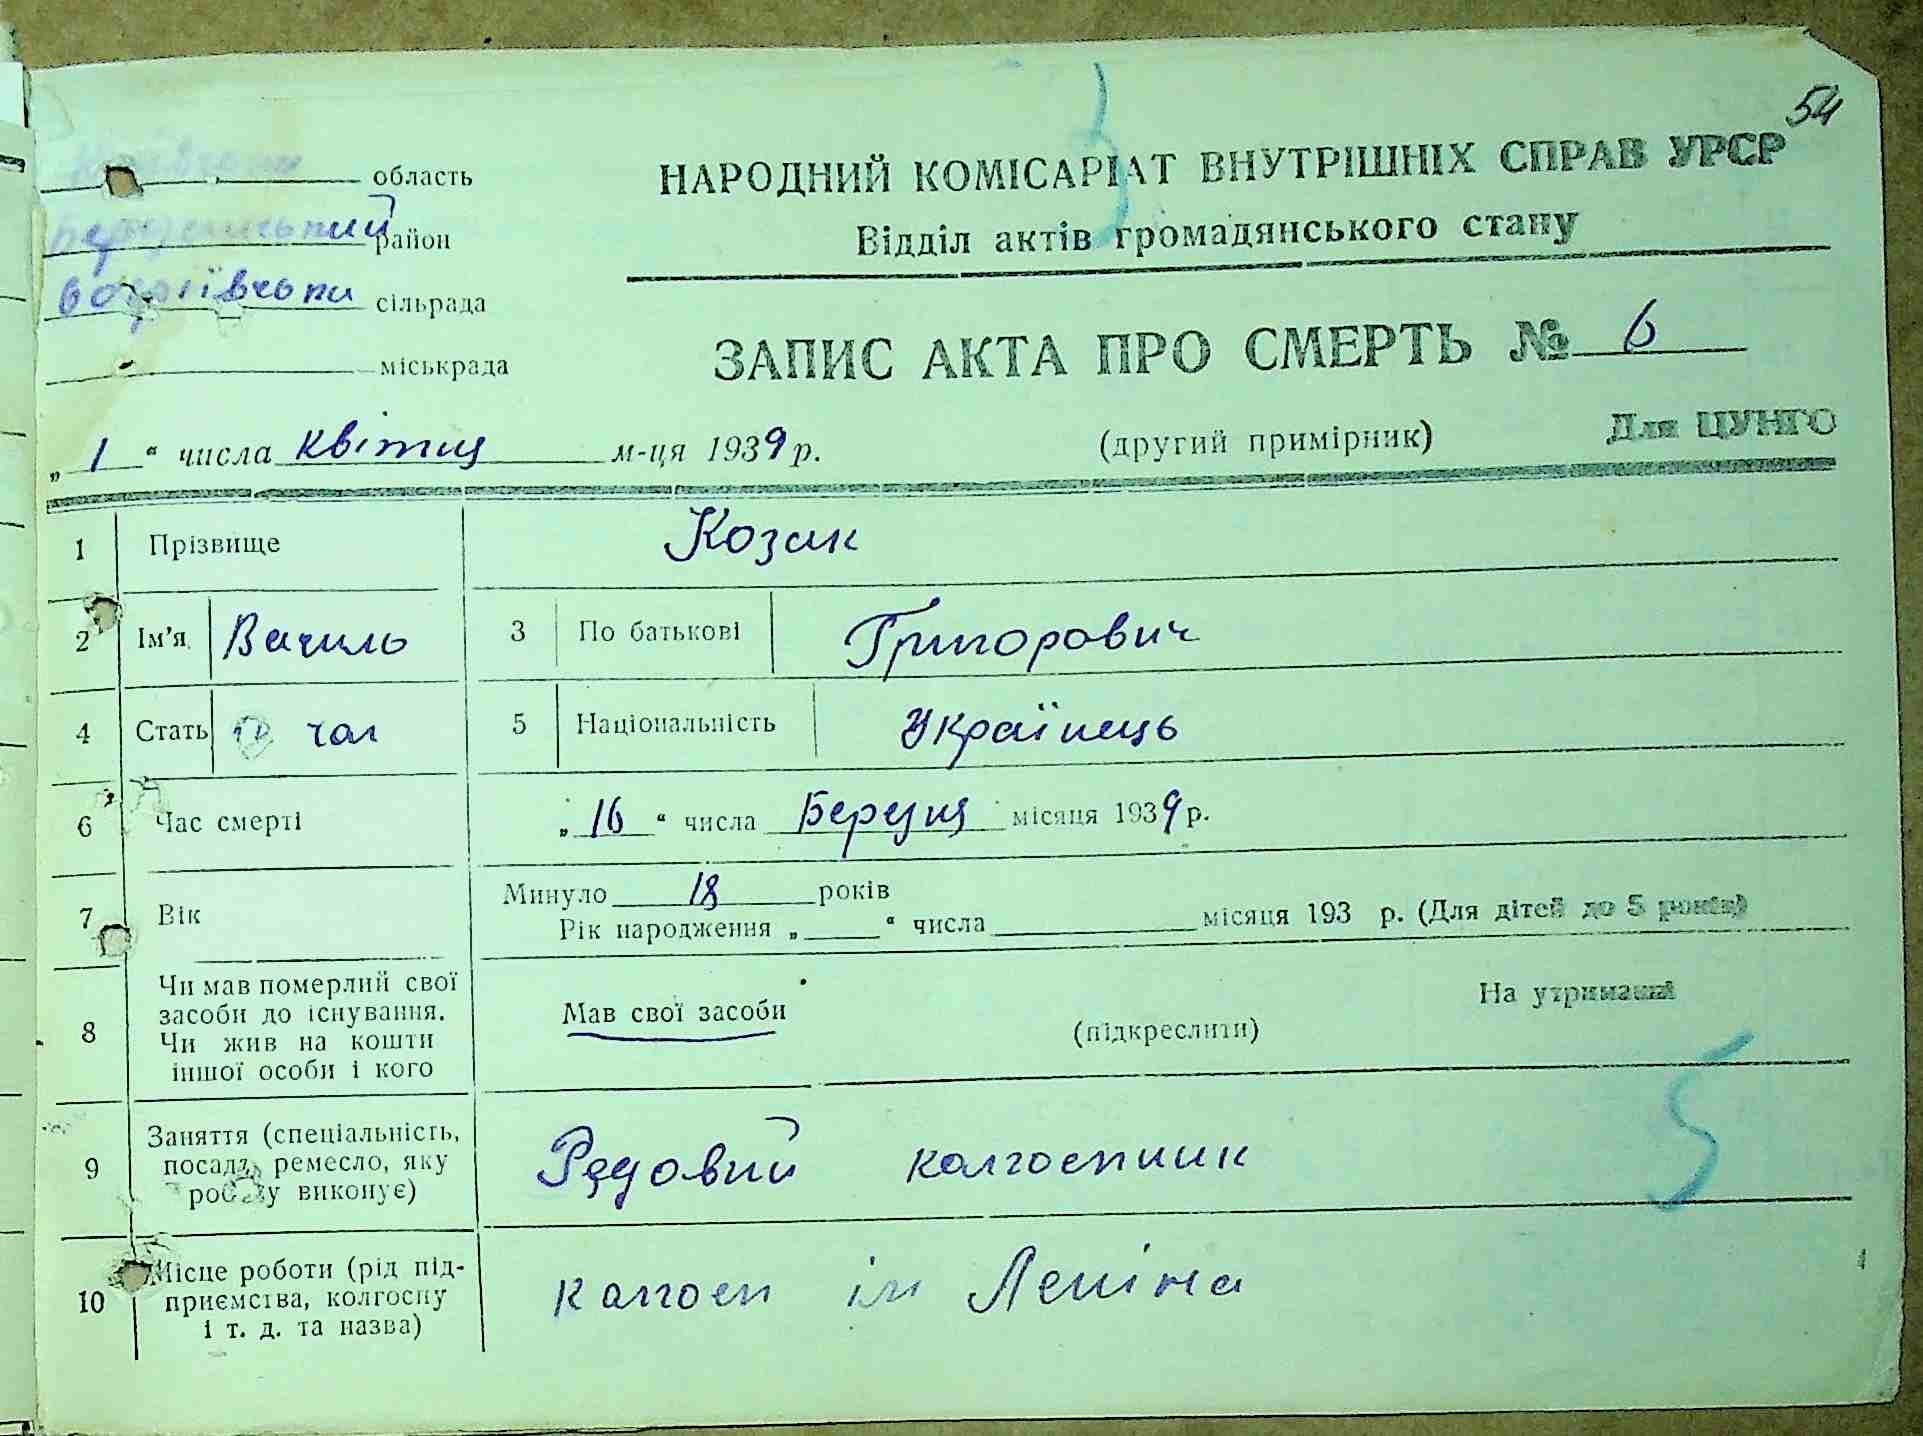 54
область
район
сільрада
міськрада
НАРОДНИЙ КОМІСАРІАТ ВНУТРІШНІХ СПРАВ УРСР
Відділ актів громадянського стану
ЗАПИС АКТА ПРО СМЕРТЬ № 6
„ 1 “ числа квітня м-ця 1939 р.
(другий примірник)
Для ЦУНГО
1 Прізвище Козак
2 Ім'я Василь 3 По батькові Григорович
4 Стать чол 5 Національність Українець
6 Час смерті „ 16 “ числа Березня місяця 1939 р.
7 Вік Минуло 18 років
Рік народження „ “ числа місяця 193 р. (Для дітей до 5 років)
8 Чи мав померлий свої
засоби до існування.
Чи жив на кошти
іншої особи і кого
Мав свої засоби (підкреслити) На утриманні
9 Заняття (спеціальність,
посада, ремесло, яку
роботу виконує)
Рядовий колгоспник
10 Місце роботи (рід під-
приємства, колгоспу
і т. д. та назва)
колгосп ім Леніна